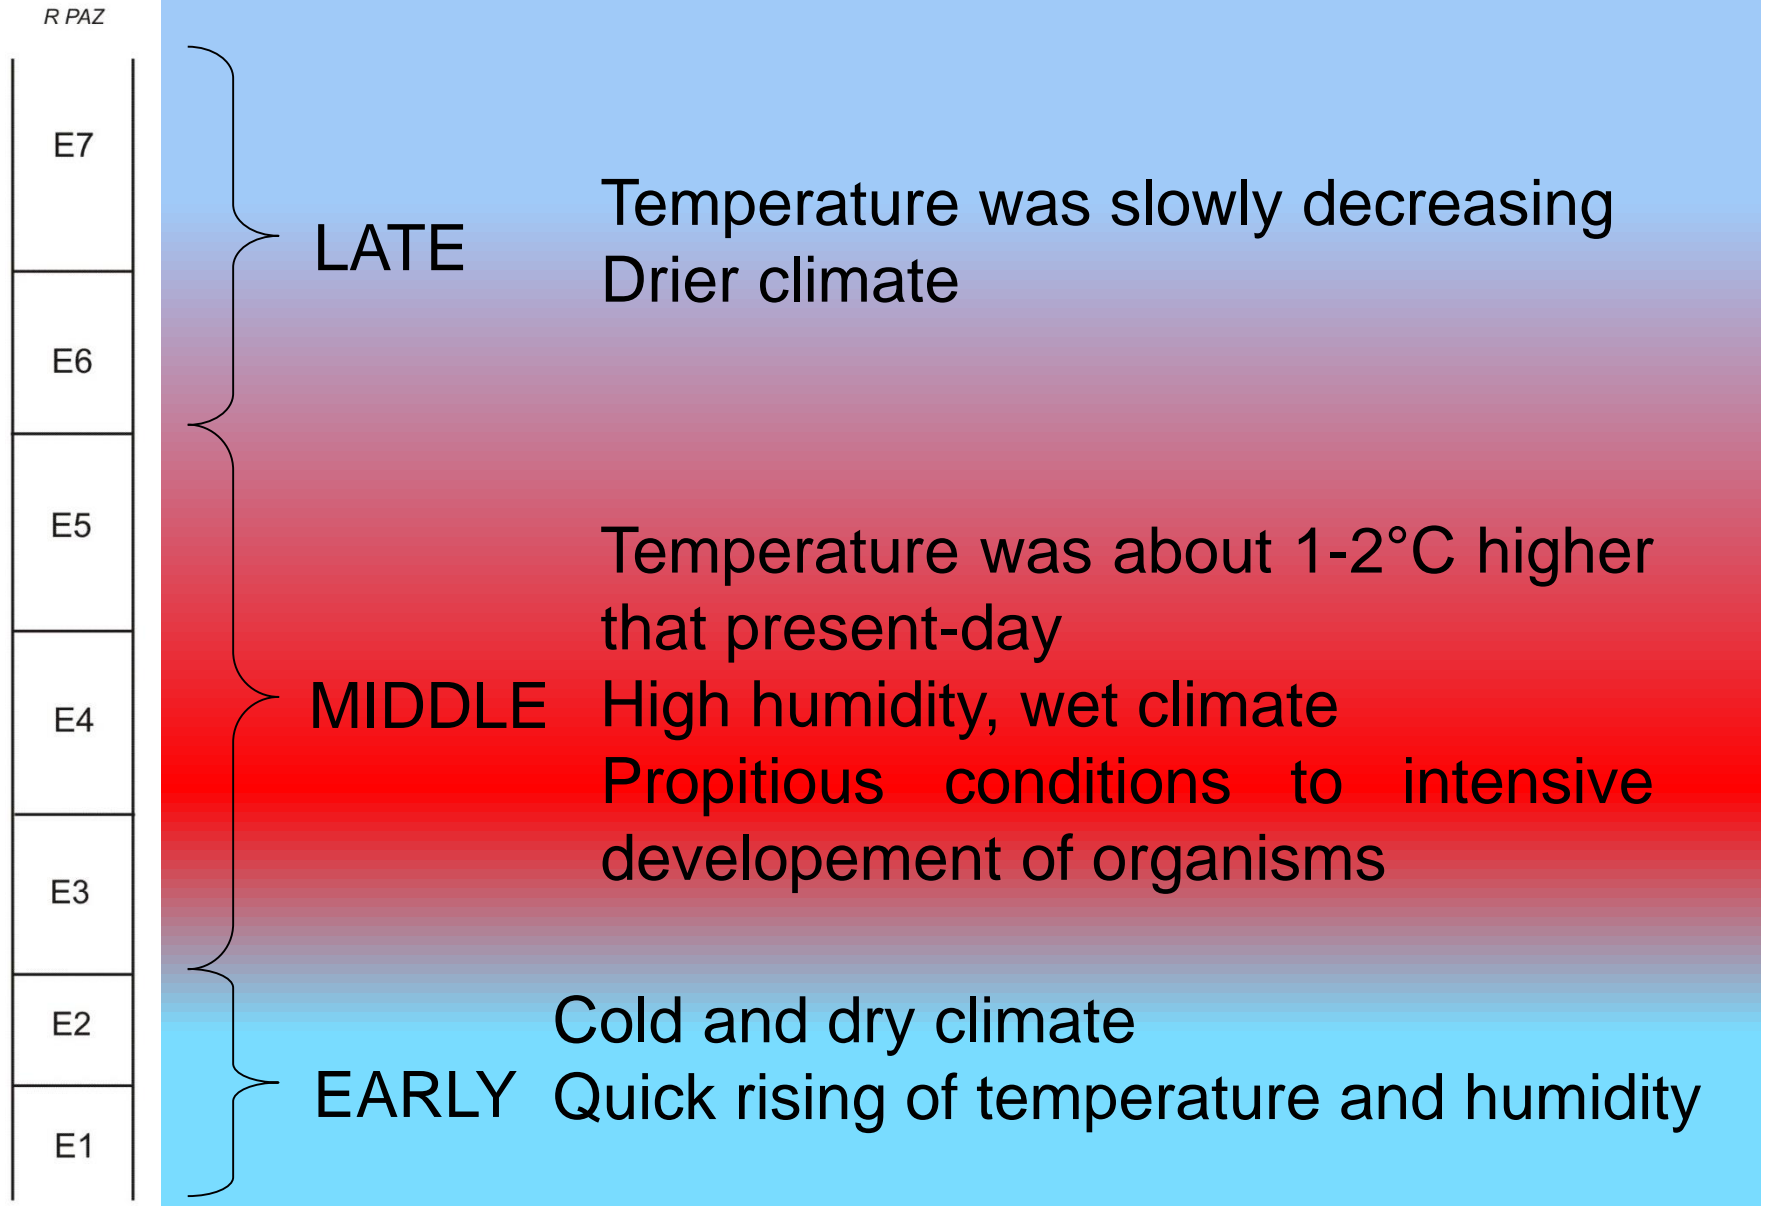 R PAZ
E7
E6
E5
E4
E3
E2
E1
LATE
Temperature was slowly decreasing
Drier climate
MIDDLE
Temperature was about 1-2°C higher
that present-day
High humidity, wet climate
Propitious conditions to intensive
developement of organisms
EARLY
Cold and dry climate
Quick rising of temperature and humidity